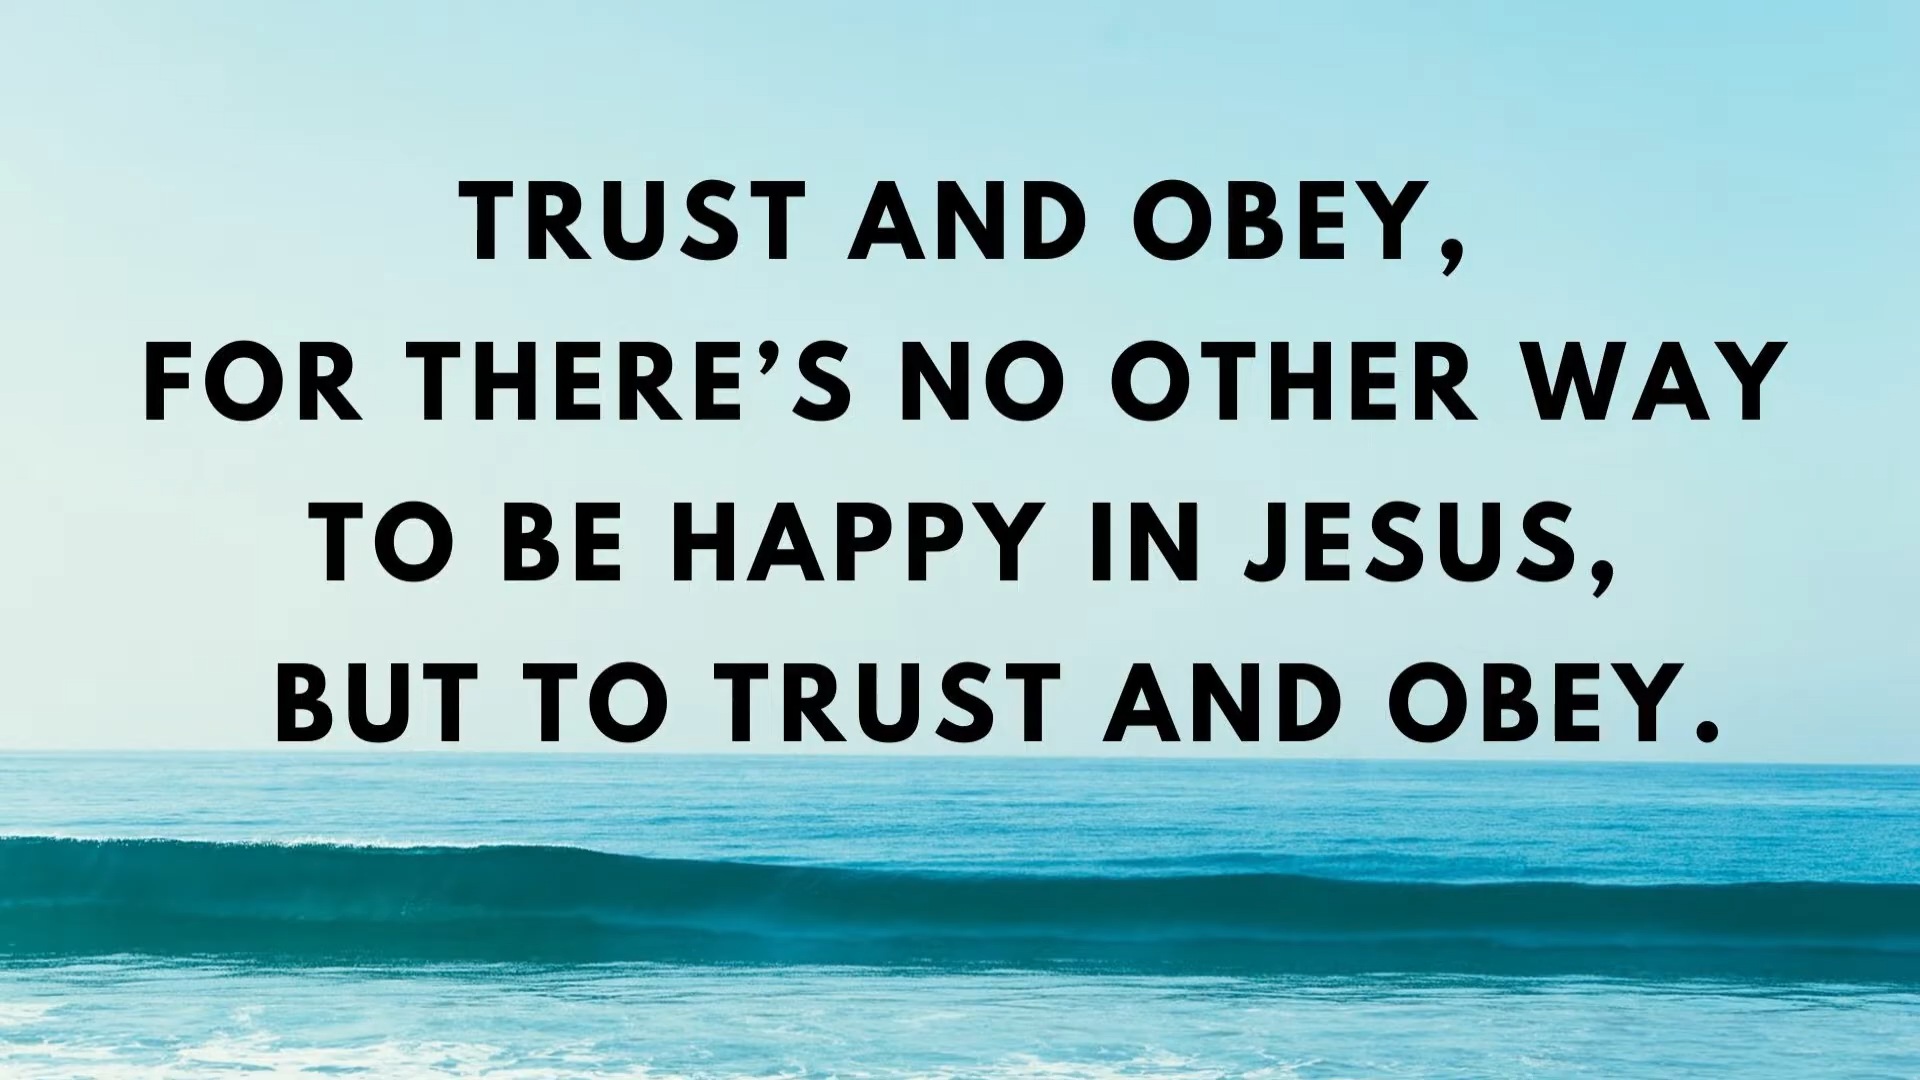 TRUST AND OBEY,
FOR THERE’S NO OTHER WAY
TO BE HAPPY IN JESUS,
BUT TO TRUST AND OBEY.